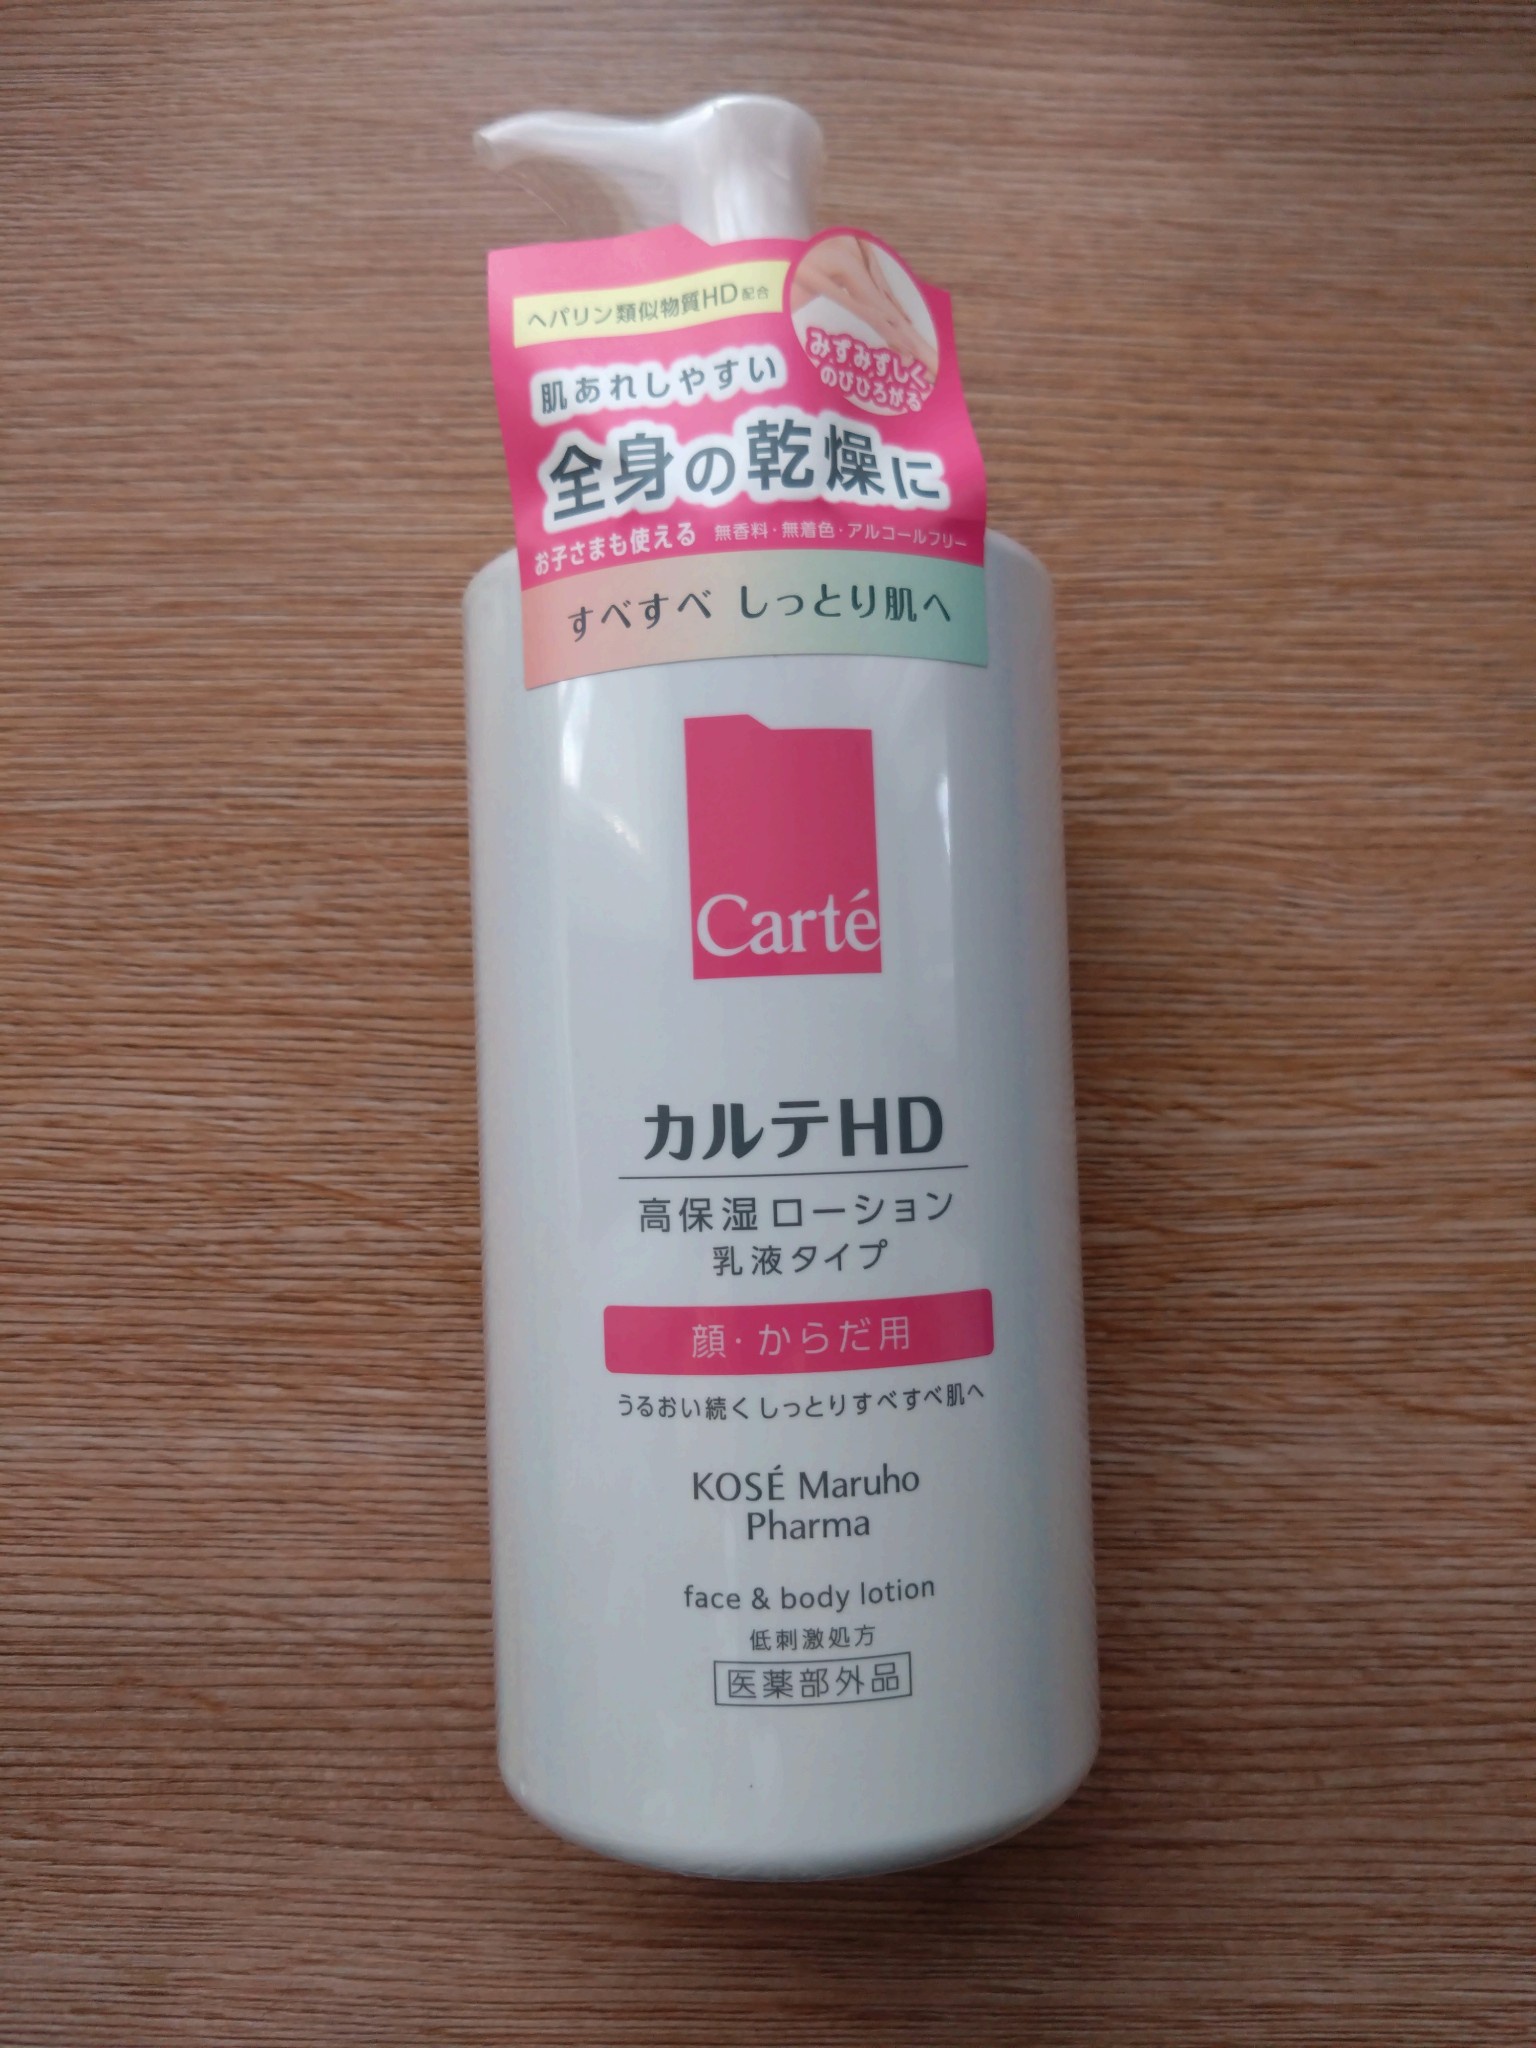 ヘパリン類似物質HD配合
みずみずしく
のびひろがる
肌あれしやすい
全身の乾燥に
お子さまも使える 無香料・無着色・アルコールフリー
すべすべ しっとり肌へ
Carté
カルテHD
高保湿 ローション
乳液タイプ
顔・からだ用
うるおい続くしっとりすべすべ肌へ
KOSÉ Maruho
Pharma
face & body lotion
低刺激処方
医薬部外品